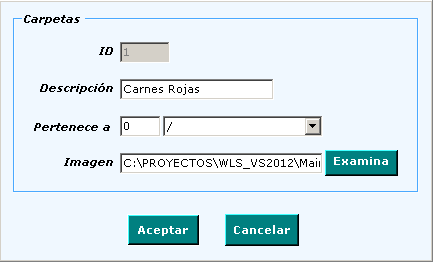 Carpetas
ID 1
Descripción Carnes Rojas
Pertenece a 0 /
Imagen C:\PROYECTOS\WLS_VS2012\Mai Examina
Aceptar Cancelar